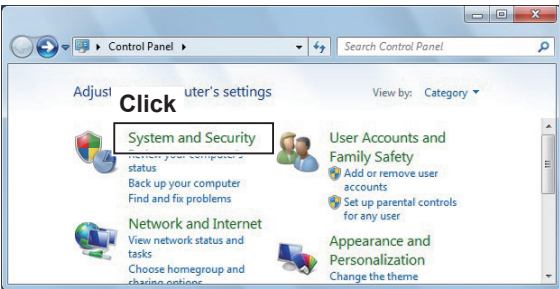 Control Panel
Search Control Panel
Adjust uter's settings
View by: Category
Click
System and Security
Review your computer's
status
Back up your computer
Find and fix problems
Network and Internet
View network status and
tasks
Choose homegroup and
sharing options
User Accounts and
Family Safety
Add or remove user
accounts
Set up parental controls
for any user
Appearance and
Personalization
Change the theme